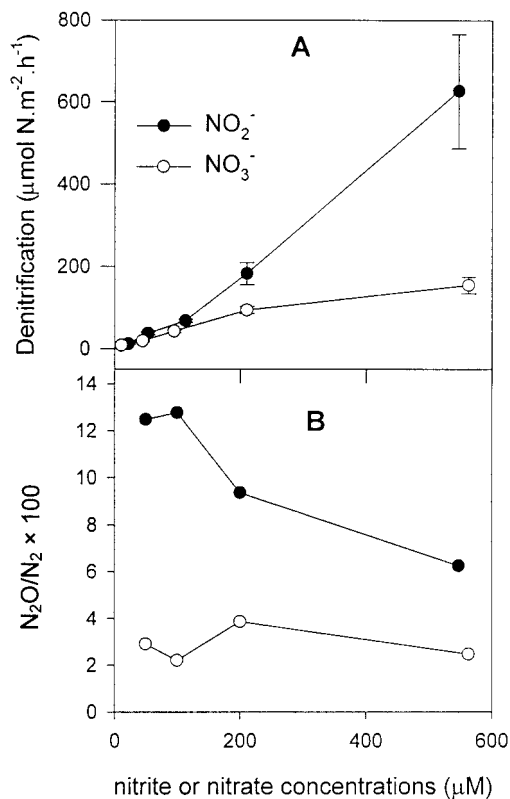 800
A
600
NO₂⁻
NO₃⁻
400
200
0
Denitrification (μmol N.m⁻².h⁻¹)
14
B
12
10
8
6
4
2
0
N₂O/N₂ × 100
0 200 400 600
nitrite or nitrate concentrations (μM)